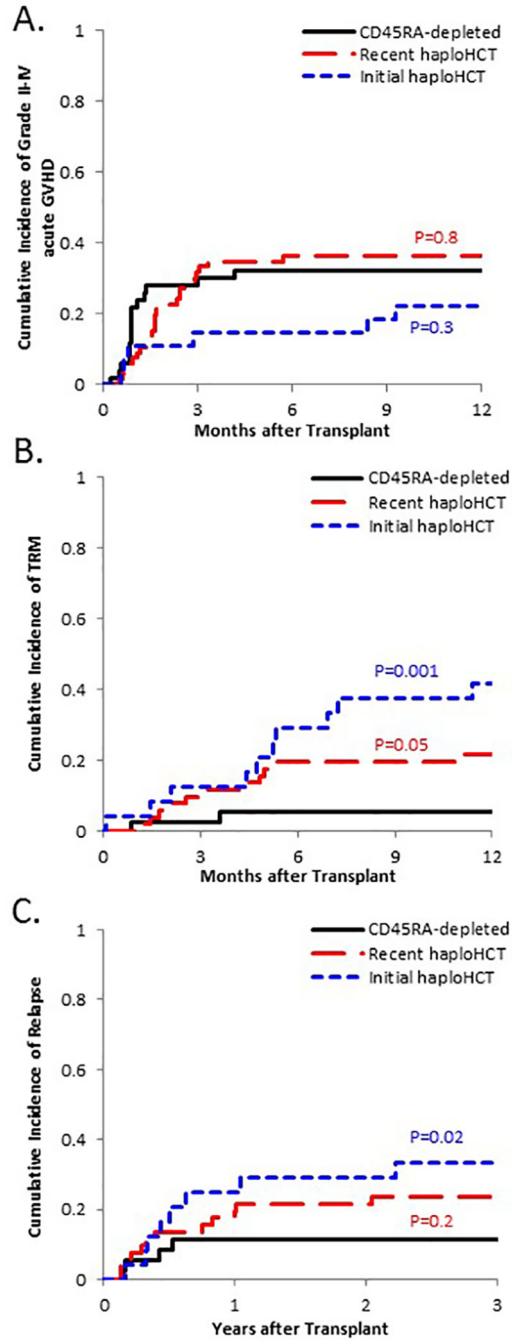 A.
CD45RA-depleted
Recent haploHCT
Initial haploHCT
Cumulative Incidence of Grade II-IV
acute GVHD
1
0.8
0.6
0.4
0.2
0
P=0.8
P=0.3
0 3 6 9 12
Months after Transplant
B.
CD45RA-depleted
Recent haploHCT
Initial haploHCT
Cumulative Incidence of TRM
1
0.8
0.6
0.4
0.2
0
P=0.001
P=0.05
0 3 6 9 12
Months after Transplant
C.
CD45RA-depleted
Recent haploHCT
Initial haploHCT
Cumulative Incidence of Relapse
1
0.8
0.6
0.4
0.2
0
P=0.02
P=0.2
0 1 2 3
Years after Transplant